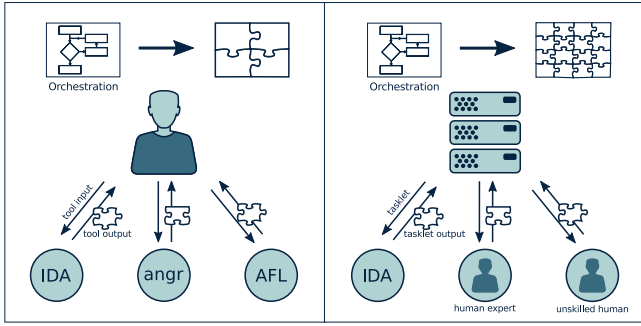 Orchestration
tool input
tool output
IDA
angr
AFL
Orchestration
tasklet
tasklet output
IDA
human expert
unskilled human